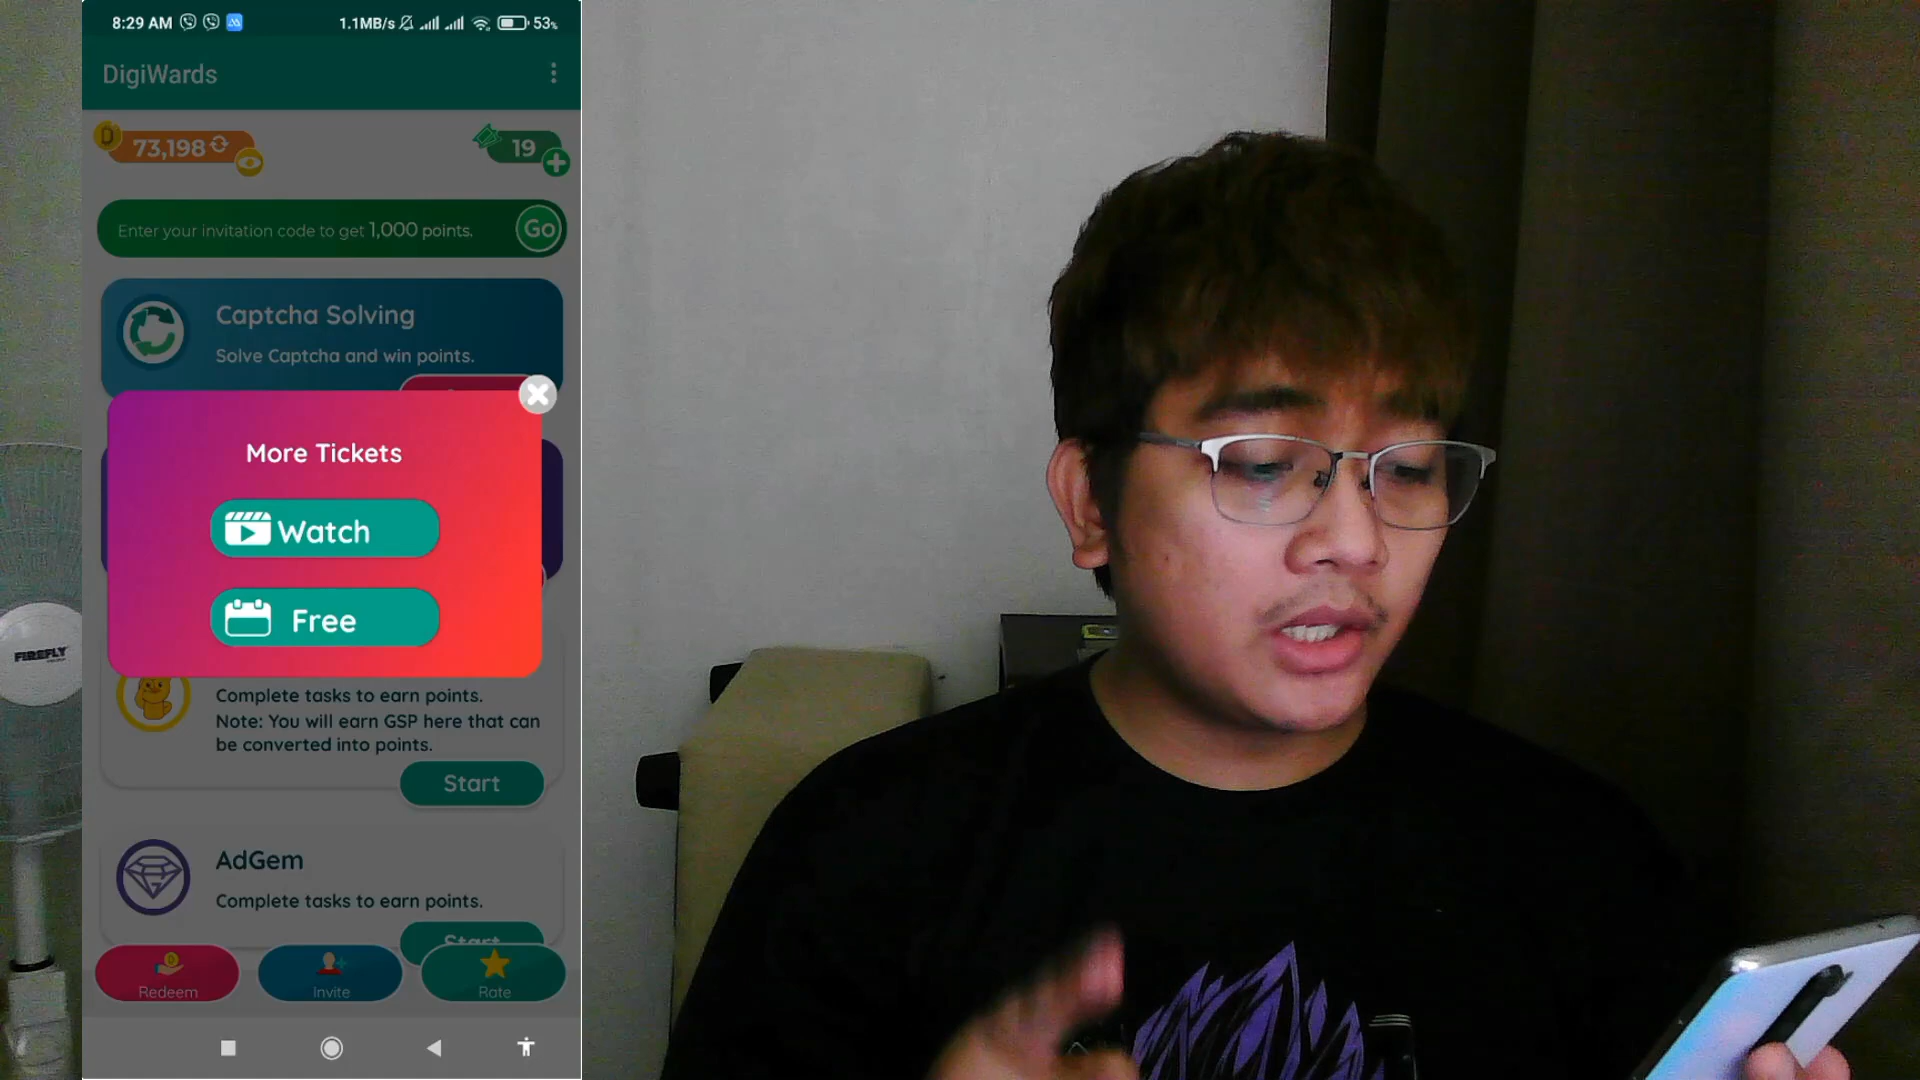 8:29 AM 1.1MB/s 53%
DigiWards
73,198 19
Enter your invitation code to get 1,000 points. Go
Captcha Solving
Solve Captcha and win points.
More Tickets
Watch
Free
FIREFLY
Complete tasks to earn points.
Note: You will earn GSP here that can
be converted into points.
Start
AdGem
Complete tasks to earn points.
Start
Redeem Invite Rate